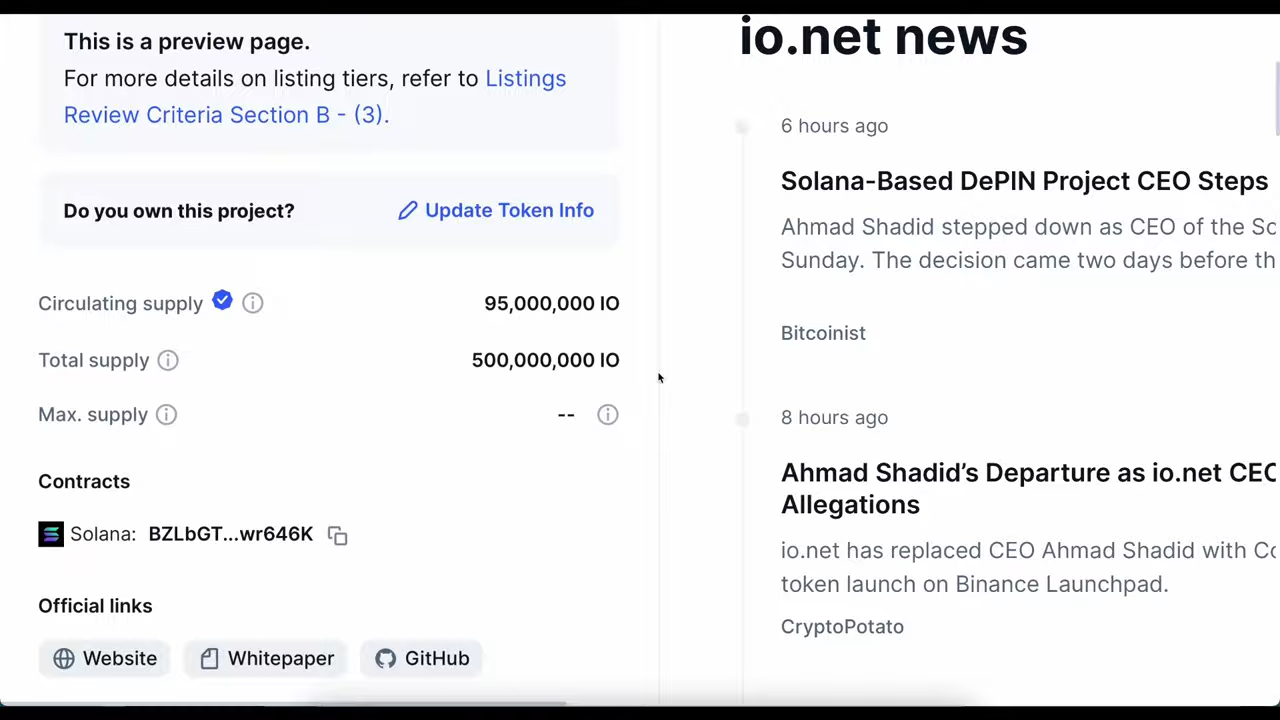 This is a preview page.
For more details on listing tiers, refer to Listings
Review Criteria Section B - (3).
Do you own this project?
Update Token Info
Circulating supply
95,000,000 IO
Total supply
500,000,000 IO
Max. supply
--
Contracts
Solana: BZLbGT...wr646K
Official links
Website
Whitepaper
GitHub
io.net news
6 hours ago
Solana-Based DePIN Project CEO Steps
Ahmad Shadid stepped down as CEO of the
Sunday. The decision came two days before
Bitcoinist
8 hours ago
Ahmad Shadid’s Departure as io.net CEO
Allegations
io.net has replaced CEO Ahmad Shadid with
token launch on Binance Launchpad.
CryptoPotato